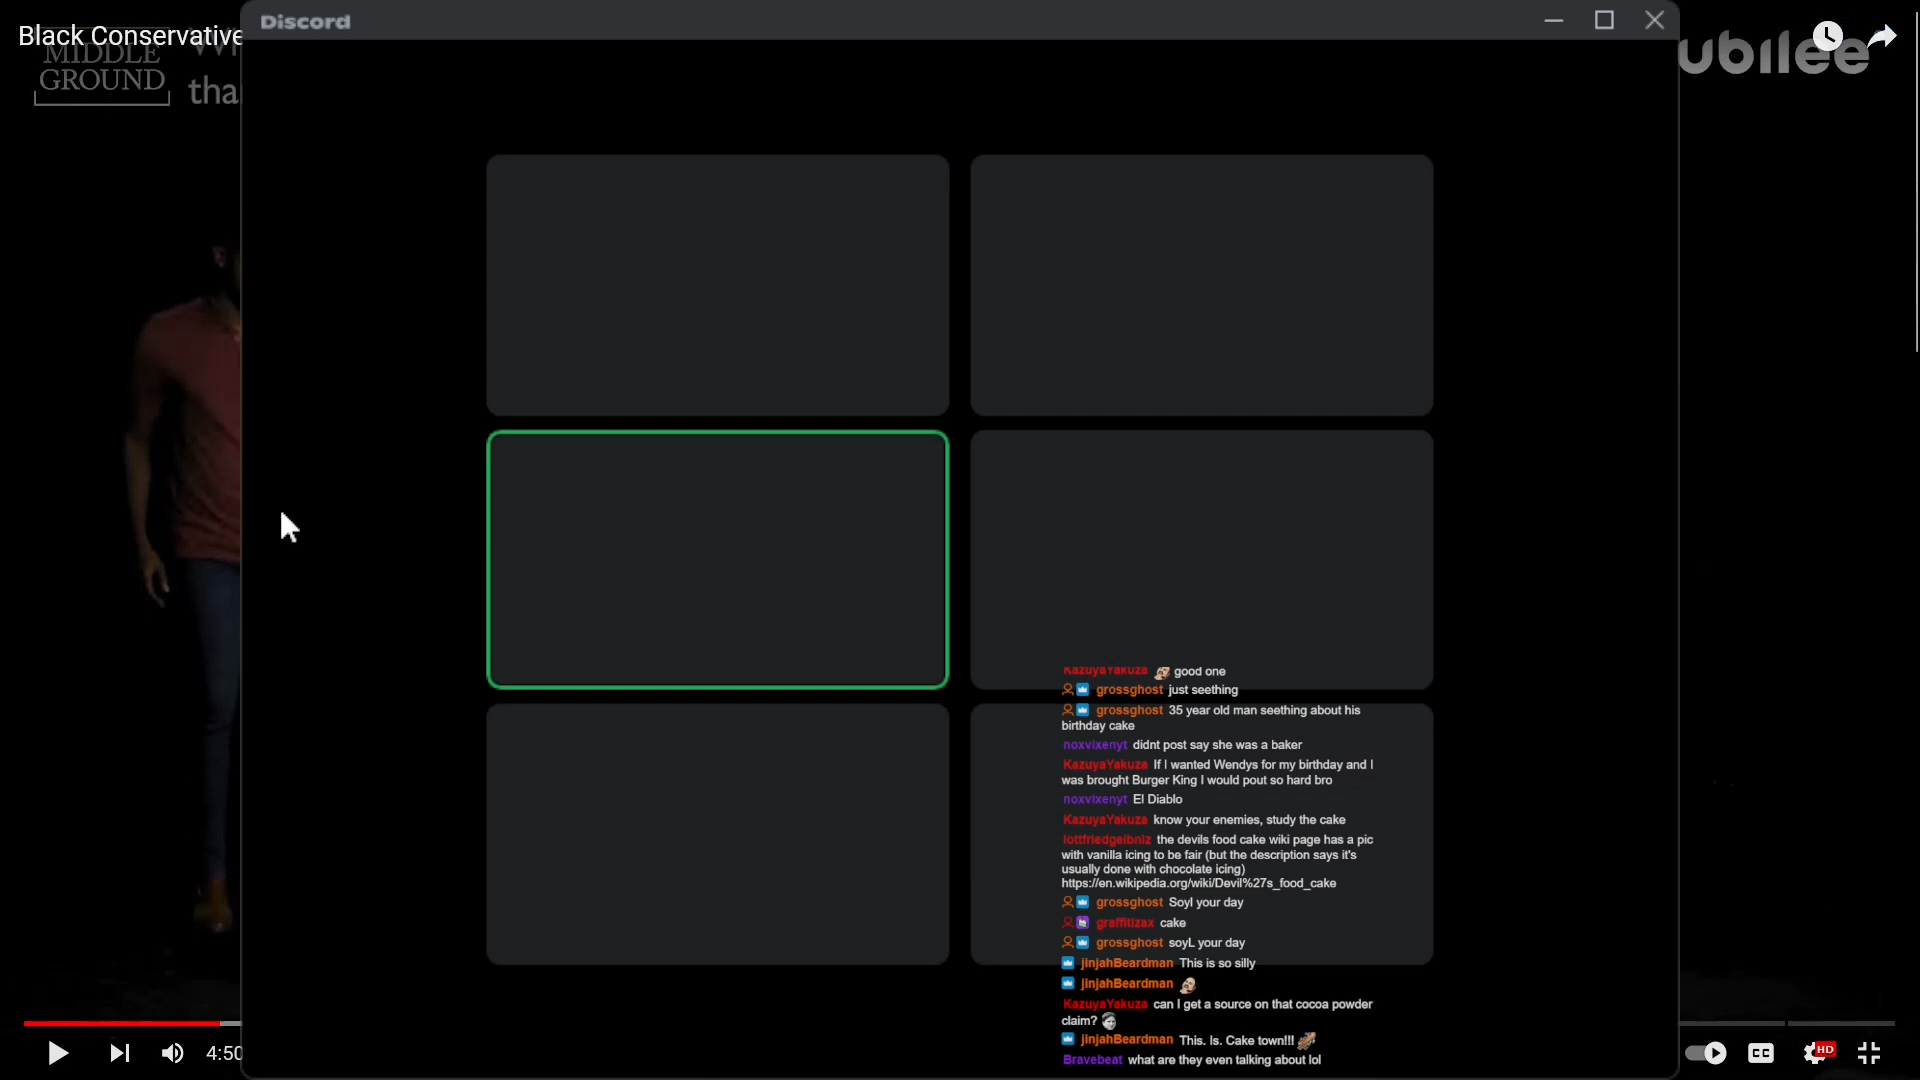 Discord
Black Conservative
MIDDLE
GROUND
tha
ubilee
KazuyaYakuza good one
grossghost just seething
grossghost 35 year old man seething about his
birthday cake
noxvixenyt didnt post say she was a baker
KazuyaYakuza If I wanted Wendys for my birthday and I
was brought Burger King I would pout so hard bro
noxvixenyt El Diablo
KazuyaYakuza know your enemies, study the cake
lottfriedgeibniz the devils food cake wiki page has a pic
with vanilla icing to be fair (but the description says it's
usually done with chocolate icing)
https://en.wikipedia.org/wiki/Devil%27s_food_cake
grossghost Soyl your day
graffitizax cake
grossghost soyL your day
jinjahBeardman This is so silly
jinjahBeardman
KazuyaYakuza can I get a source on that cocoa powder
claim?
jinjahBeardman This. Is. Cake town!!!
Bravebeat what are they even talking about lol
4:50
CC
HD